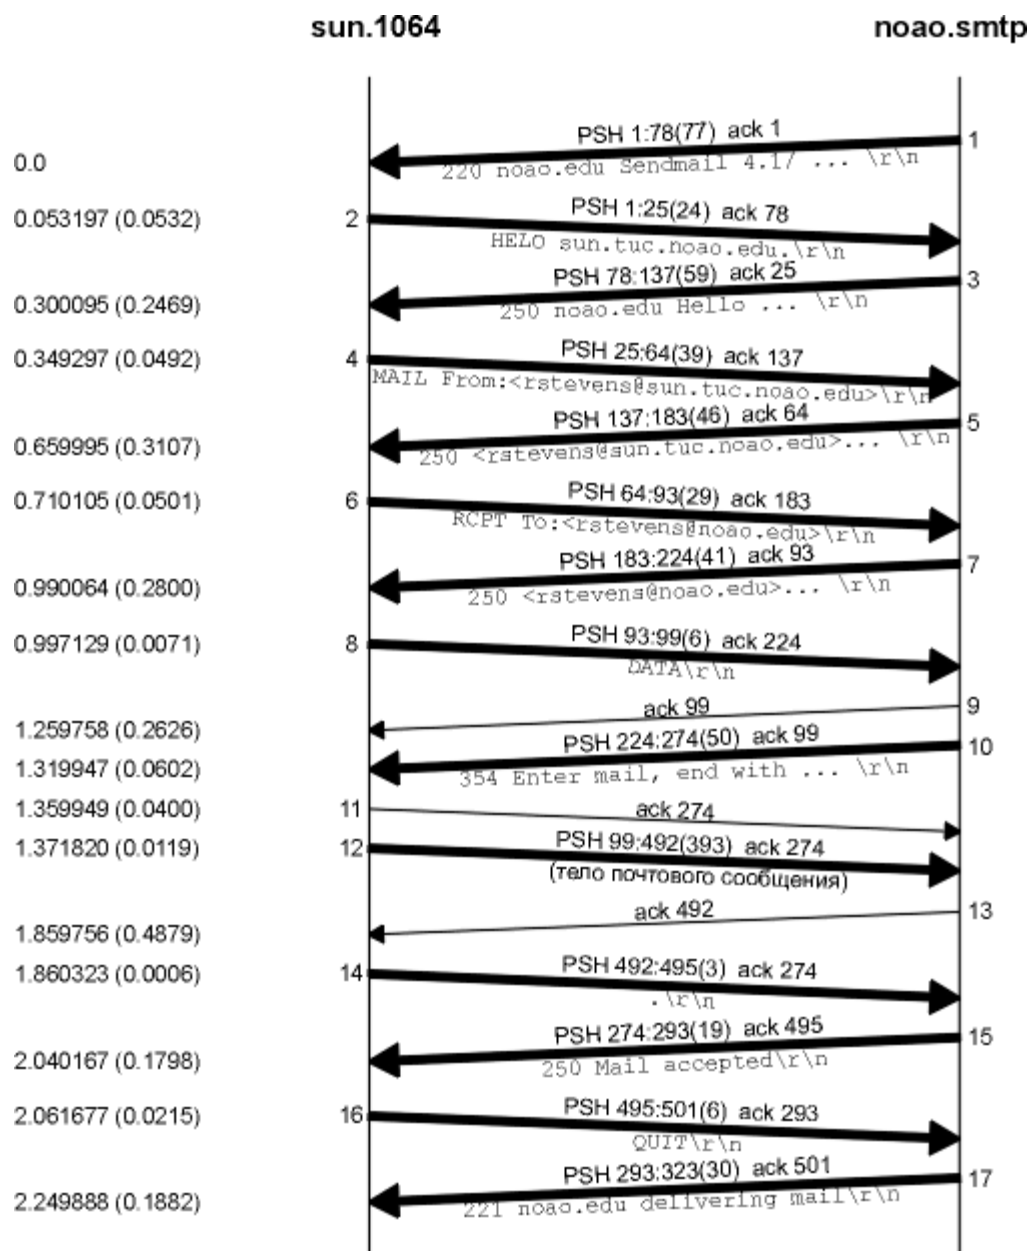 sun.1064 noao.smtp
PSH 1:78(77) ack 1 1
0.0
220 noao.edu Sendmail 4.1/ ... \r\n
0.053197 (0.0532) 2 PSH 1:25(24) ack 78
HELO sun.tuc.noao.edu.\r\n
PSH 78:137(59) ack 25 3
0.300095 (0.2469) 250 noao.edu Hello ... \r\n
0.349297 (0.0492) 4 PSH 25:64(39) ack 137
MAIL From:<rstevens@sun.tuc.noao.edu>\r\n
PSH 137:183(46) ack 64 5
0.659995 (0.3107) 250 <rstevens@sun.tuc.noao.edu>... \r\n
0.710105 (0.0501) 6 PSH 64:93(29) ack 183
RCPT To:<rstevens@noao.edu>\r\n
PSH 183:224(41) ack 93 7
0.990064 (0.2800) 250 <rstevens@noao.edu>... \r\n
0.997129 (0.0071) 8 PSH 93:99(6) ack 224
DATA\r\n
ack 99 9
1.259758 (0.2626)
PSH 224:274(50) ack 99 10
1.319947 (0.0602) 354 Enter mail, end with ... \r\n
1.359949 (0.0400) 11 ack 274
1.371820 (0.0119) 12 PSH 99:492(393) ack 274
(тело почтового сообщения)
ack 492 13
1.859756 (0.4879)
1.860323 (0.0006) 14 PSH 492:495(3) ack 274
.\r\n
PSH 274:293(19) ack 495 15
2.040167 (0.1798) 250 Mail accepted\r\n
2.061677 (0.0215) 16 PSH 495:501(6) ack 293
QUIT\r\n
PSH 293:323(30) ack 501 17
2.249888 (0.1882) 221 noao.edu delivering mail\r\n